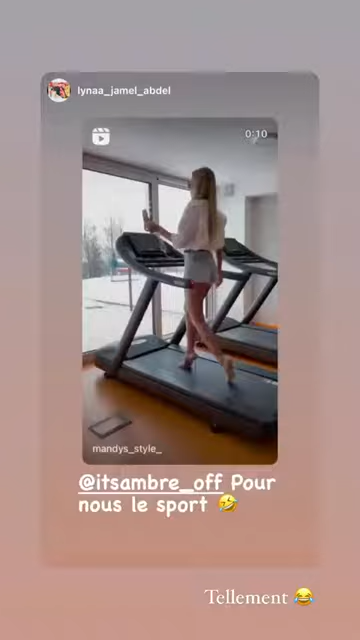 lynaa_jamel_abdel
0:10
mandys_style_
@itsambre_off Pour
nous le sport 🤣
Tellement 😂